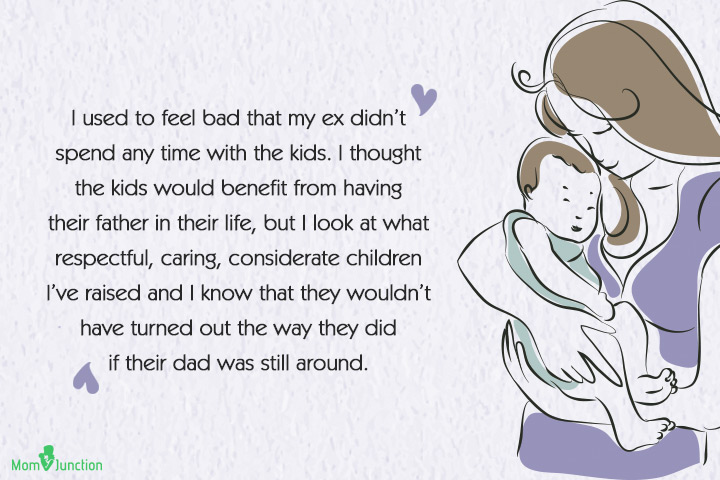 I used to feel bad that my ex didn't
spend any time with the kids. I thought
the kids would benefit from having
their father in their life, but I look at what
respectful, caring, considerate children
I've raised and I know that they wouldn't
have turned out the way they did
if their dad was still around.
Mom Junction